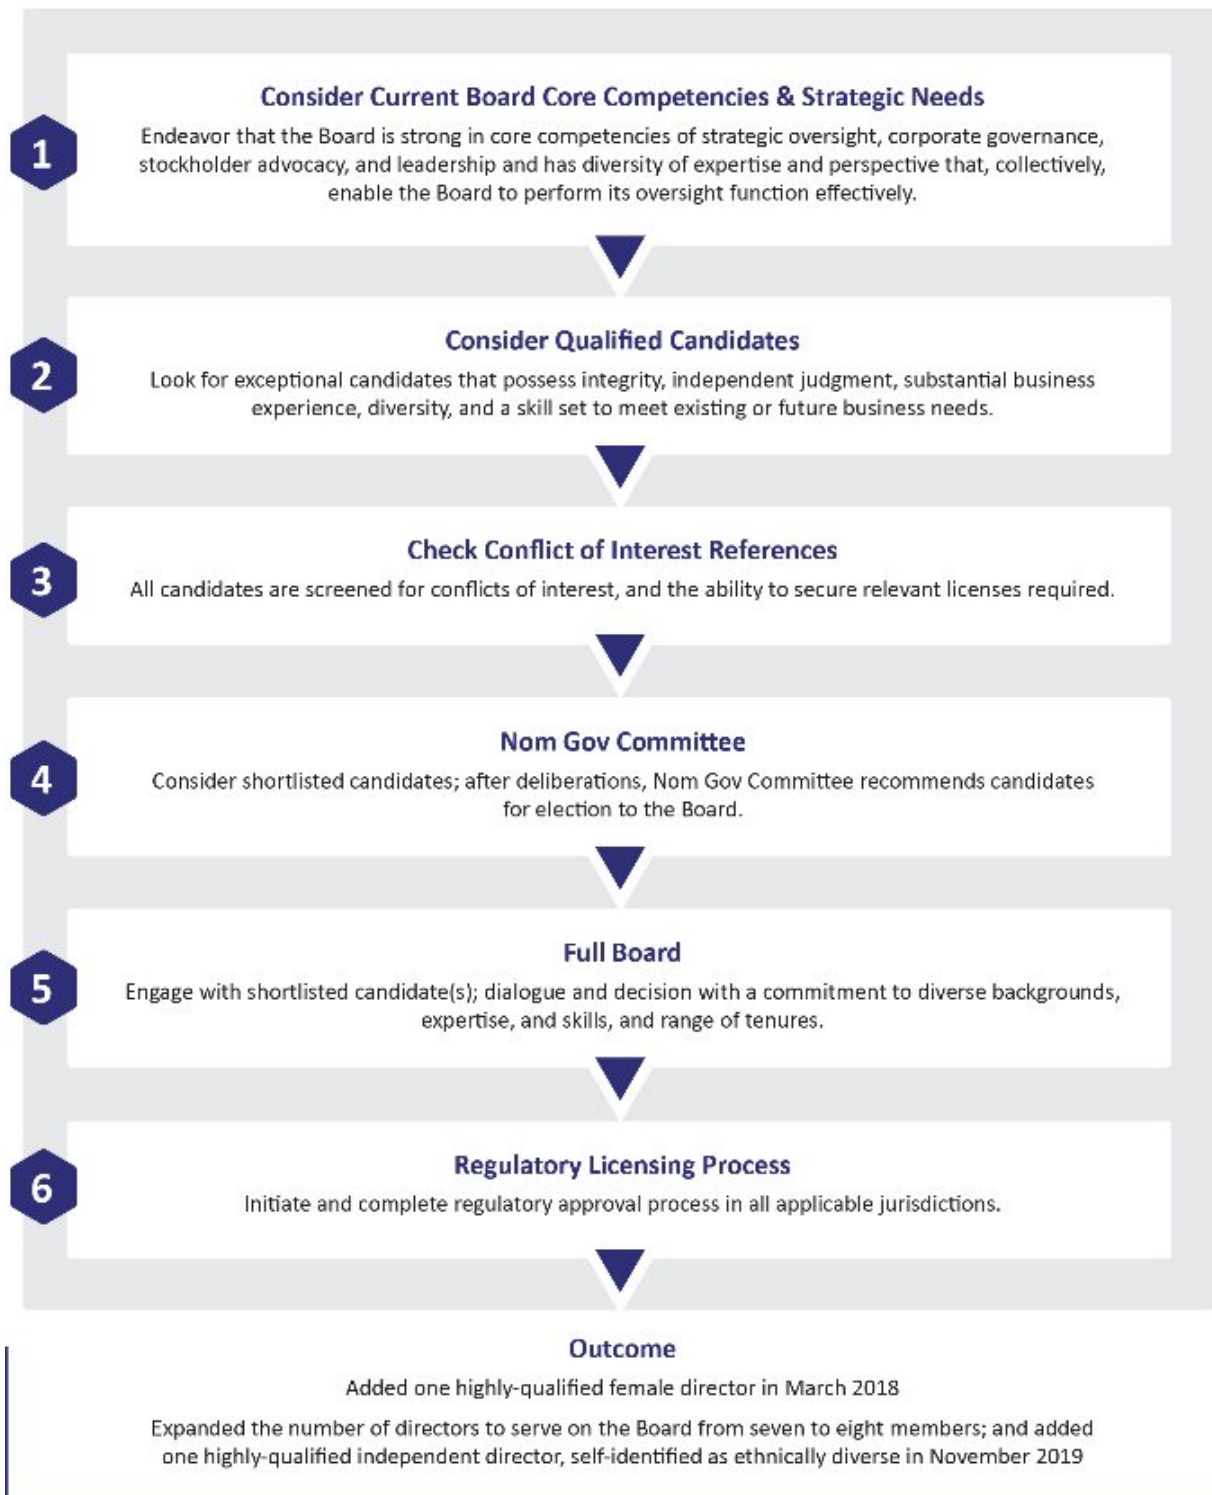 Consider Current Board Core Competencies & Strategic Needs
1
Endeavor that the Board is strong in core competencies of strategic oversight, corporate governance,
stockholder advocacy, and leadership and has diversity of expertise and perspective that, collectively,
enable the Board to perform its oversight function effectively.
Consider Qualified Candidates
2
Look for exceptional candidates that possess integrity, independent judgment, substantial business
experience, diversity, and a skill set to meet existing or future business needs.
Check Conflict of Interest References
3
All candidates are screened for conflicts of interest, and the ability to secure relevant licenses required.
Nom Gov Committee
4
Consider shortlisted candidates; after deliberations, Nom Gov Committee recommends candidates
for election to the Board.
Full Board
5
Engage with shortlisted candidate(s); dialogue and decision with a commitment to diverse backgrounds,
expertise, and skills, and range of tenures.
Regulatory Licensing Process
6
Initiate and complete regulatory approval process in all applicable jurisdictions.
Outcome
Added one highly-qualified female director in March 2018
Expanded the number of directors to serve on the Board from seven to eight members; and added
one highly-qualified independent director, self-identified as ethnically diverse in November 2019